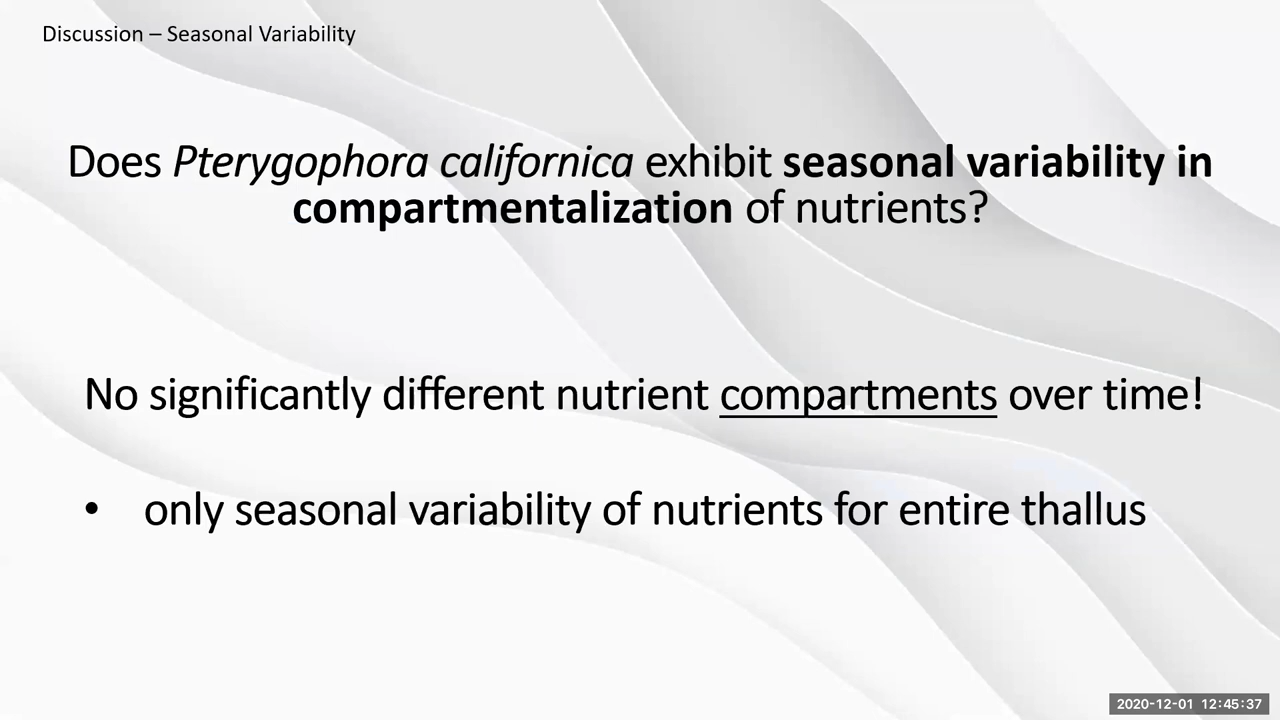 Discussion – Seasonal Variability
Does Pterygophora californica exhibit seasonal variability in
compartmentalization of nutrients?
No significantly different nutrient compartments over time!
• only seasonal variability of nutrients for entire thallus
2020-12-01 12:45:37